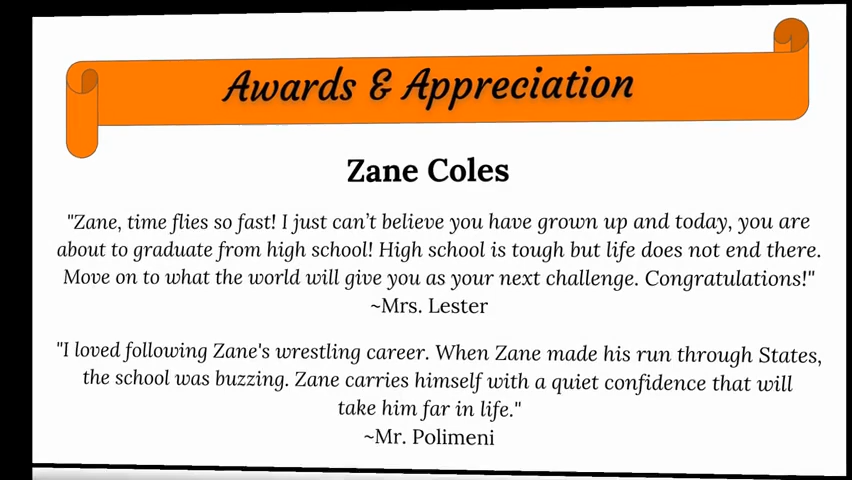 Awards & Appreciation
Zane Coles
"Zane, time flies so fast! I just can’t believe you have grown up and today, you are
about to graduate from high school! High school is tough but life does not end there.
Move on to what the world will give you as your next challenge. Congratulations!"
~Mrs. Lester
"I loved following Zane's wrestling career. When Zane made his run through States,
the school was buzzing. Zane carries himself with a quiet confidence that will
take him far in life."
~Mr. Polimeni